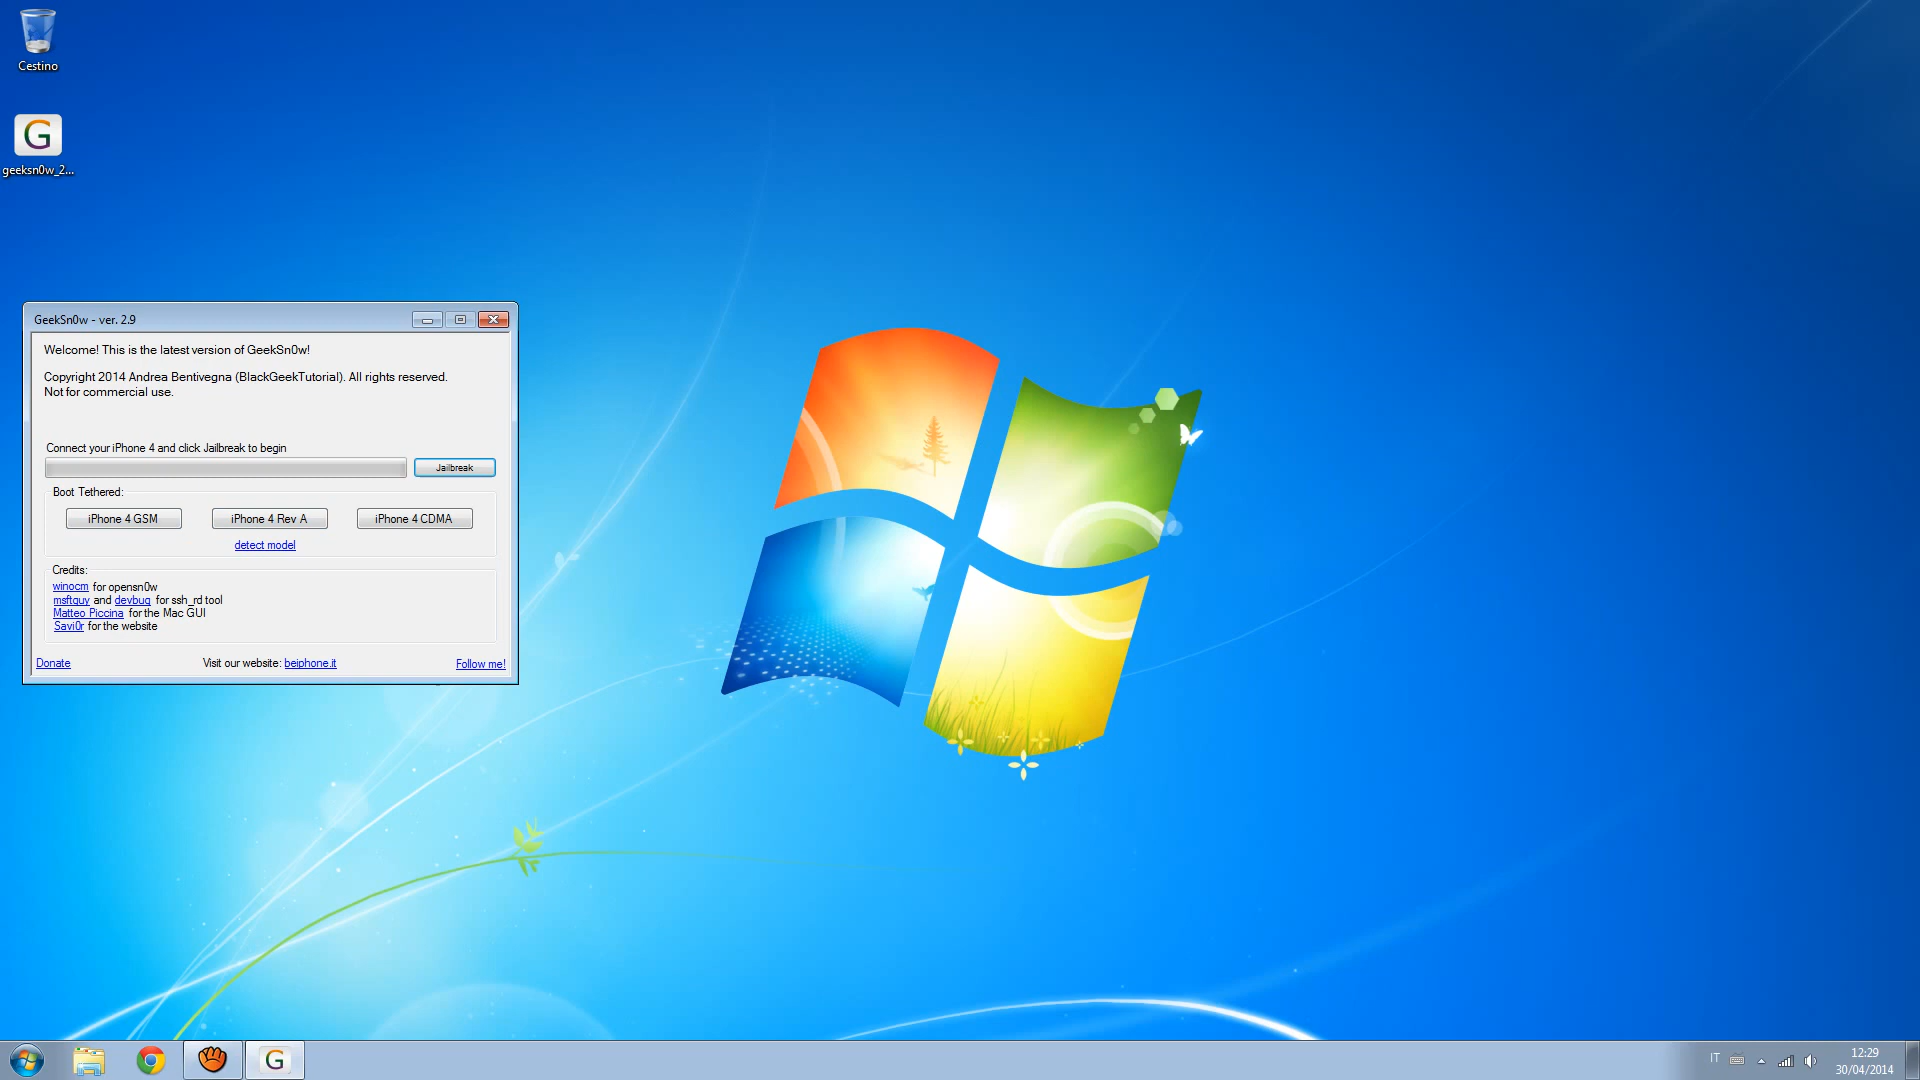 Cestino
G
geeksn0w_2...
GeekSn0w - ver. 2.9
Welcome! This is the latest version of GeekSn0w!
Copyright 2014 Andrea Bentivegna (BlackGeekTutorial). All rights reserved.
Not for commercial use.
Connect your iPhone 4 and click Jailbreak to begin
Jailbreak
Boot Tethered:
iPhone 4 GSM iPhone 4 Rev A iPhone 4 CDMA
detect model
Credits:
winocm for opensn0w
msftguy and devbug for ssh_rd tool
Matteo Piccina for the Mac GUI
Savi0r for the website
Donate Visit our website: beiphone.it Follow me!
G
IT
12:29
30/04/2014